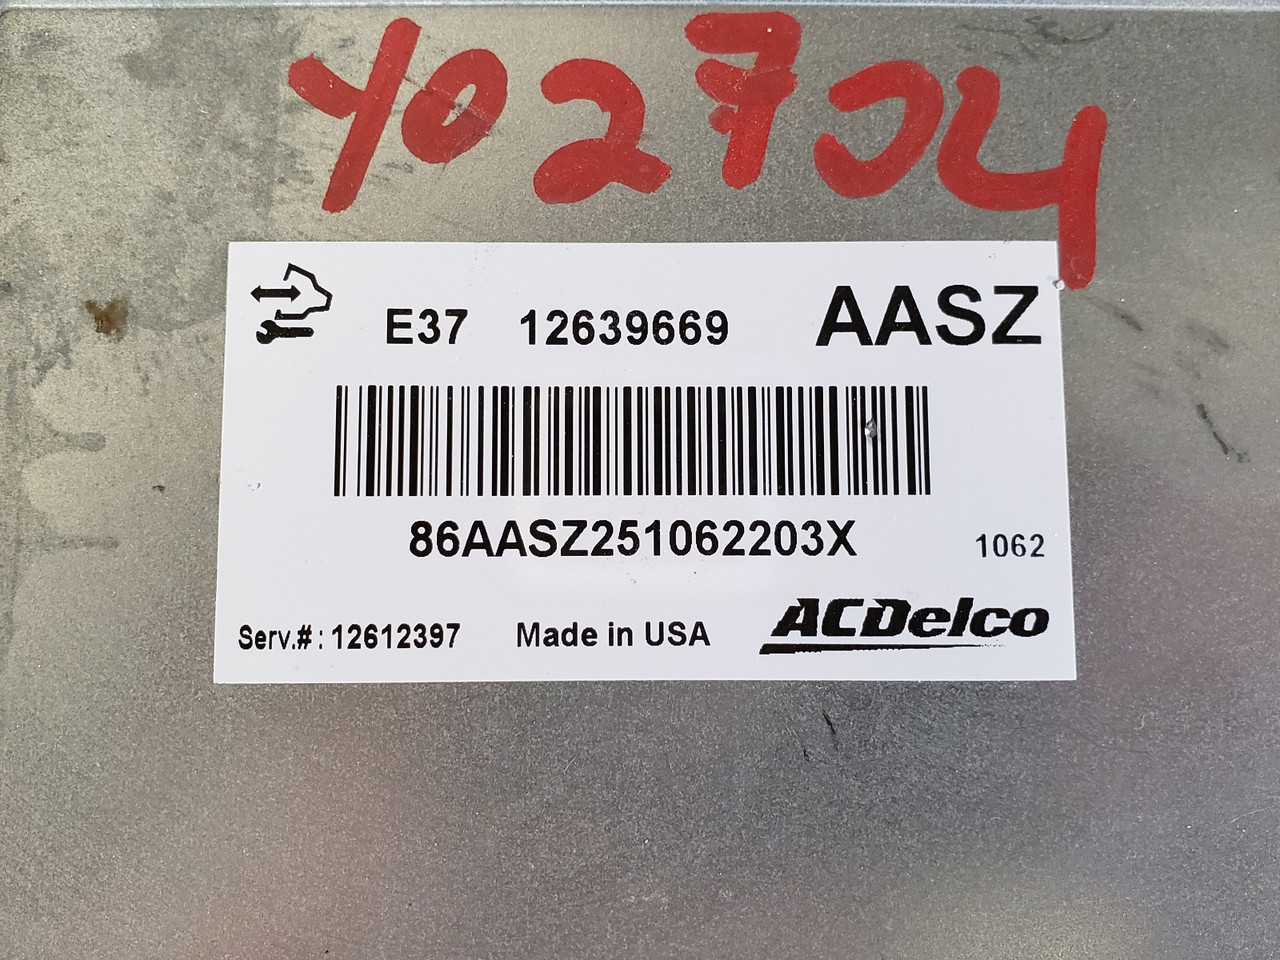 Y02704
E37 12639669 AASZ
86AASZ251062203X 1062
Serv.#: 12612397 Made in USA ACDelco